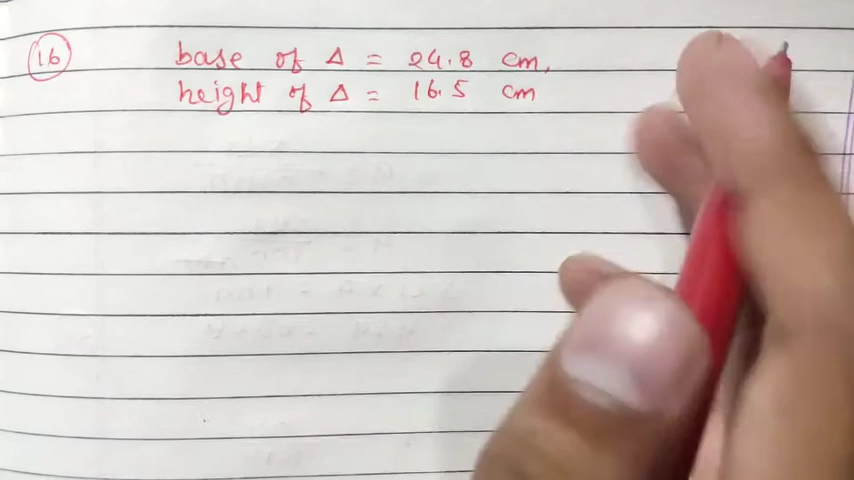 16 base of Δ = 24.8 cm,
height of Δ = 16.5 cm